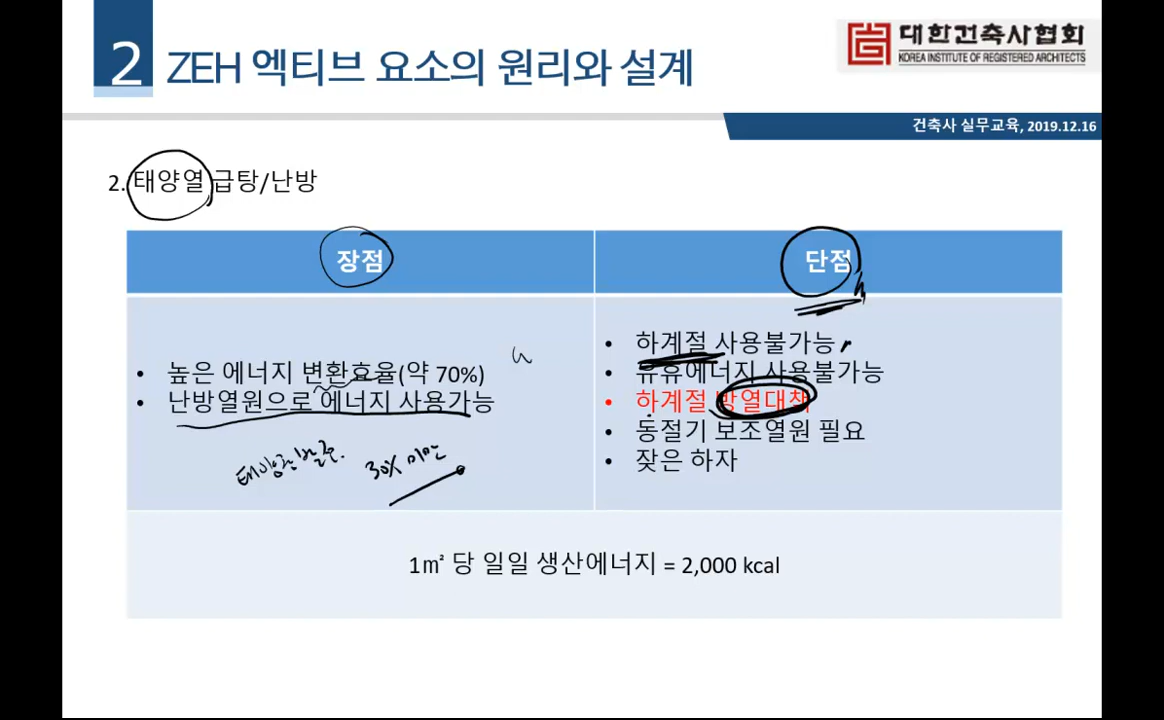 2
ZEH 엑티브 요소의 원리와 설계
대한건축사협회
KOREA INSTITUTE OF REGISTERED ARCHITECTS
건축사 실무교육, 2019.12.16
2. 태양열 급탕/난방
장점
단점
• 높은 에너지 변환효율(약 70%)
• 난방열원으로 에너지 사용가능
태양광발전
30% 미만
• 하계절 사용불가능
• 유휴에너지 사용불가능
• 하계절 방열대책
• 동절기 보조열원 필요
• 잦은 하자
1㎡ 당 일일 생산에너지 = 2,000 kcal